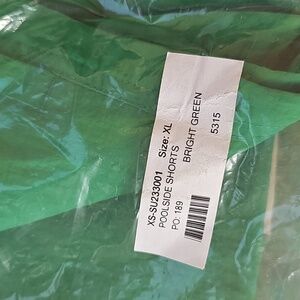 XS-SU233001 Size: XL
POOLSIDE SHORTS
BRIGHT GREEN
PO: 189
5315